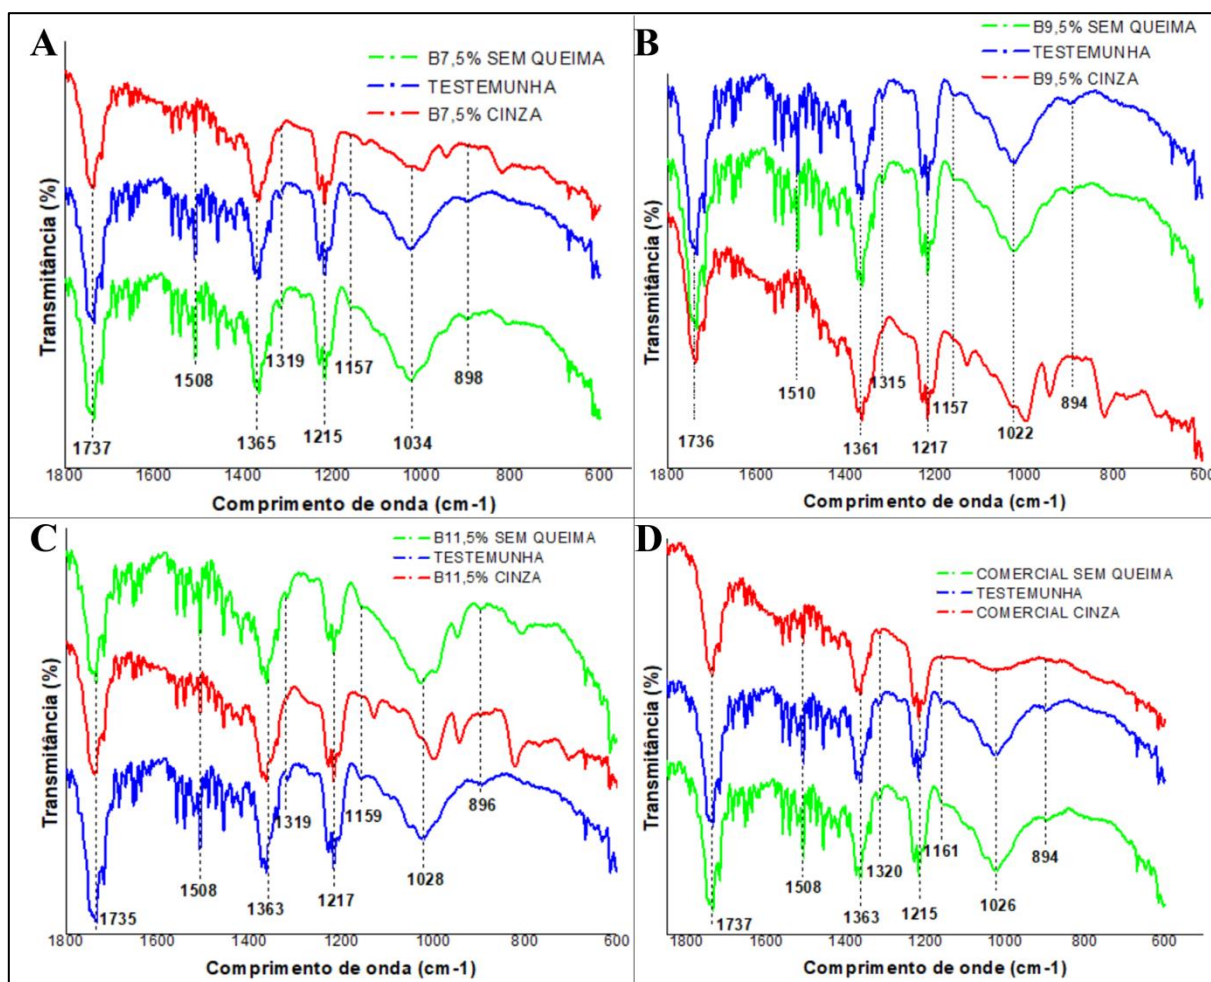 A
B7,5% SEM QUEIMA
TESTEMUNHA
B7,5% CINZA
Transmitância (%)
1319
1157
898
1508
1737
1365
1215
1034
1800 1600 1400 1200 1000 800 600
Comprimento de onda (cm-1)
B
B9,5% SEM QUEIMA
TESTEMUNHA
B9,5% CINZA
Transmitância (%)
1510
1315
1157
894
1736
1361
1217
1022
1800 1600 1400 1200 1000 800 600
Comprimento de onda (cm-1)
C
B11,5% SEM QUEIMA
TESTEMUNHA
B11,5% CINZA
Transmitância (%)
1319
1159
896
1508
1735
1363
1217
1028
1800 1600 1400 1200 1000 800 600
Comprimento de onda (cm-1)
D
COMERCIAL SEM QUEIMA
TESTEMUNHA
COMERCIAL CINZA
Transmitância (%)
1161
1320
894
1508
1737
1363
1215
1026
1800 1600 1400 1200 1000 800 600
Comprimento de onde (cm-1)